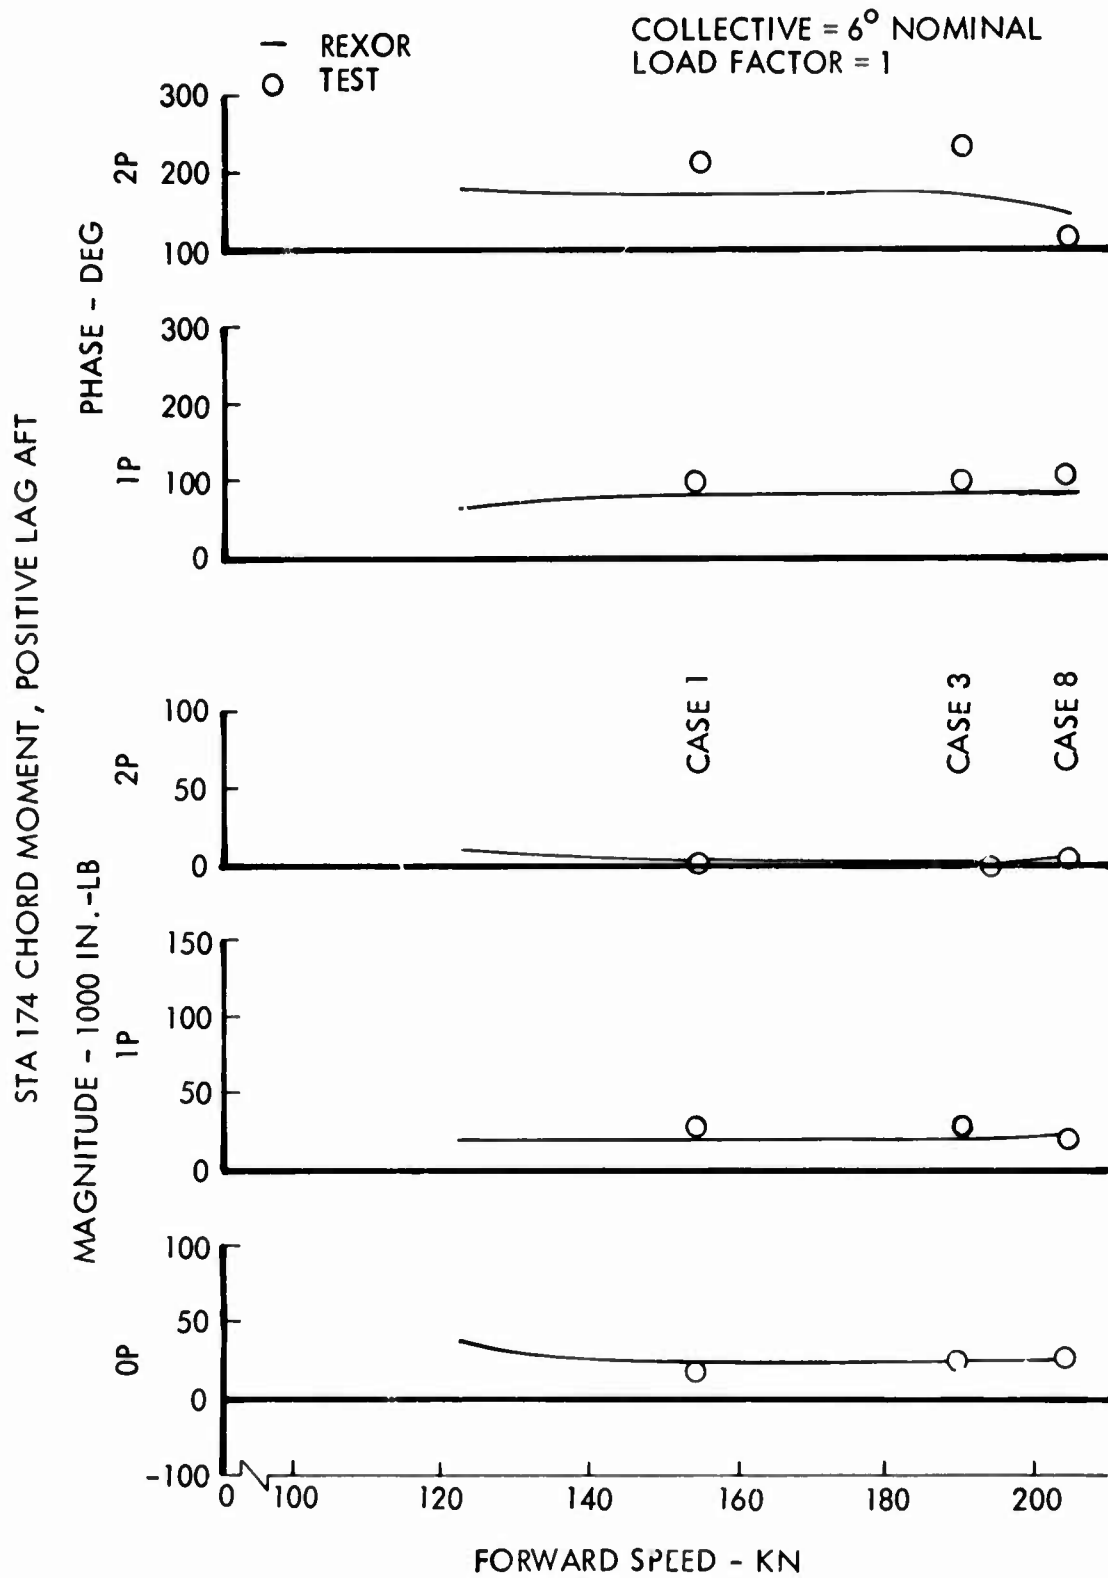 — REXOR
O TEST
COLLECTIVE = 6° NOMINAL
LOAD FACTOR = 1
STA 174 CHORD MOMENT, POSITIVE LAG AFT
PHASE - DEG
2P
300
200
100
1P
300
200
100
0
MAGNITUDE - 1000 IN.-LB
2P
100
50
0
CASE 1
CASE 3
CASE 8
1P
150
100
50
0
0P
100
50
0
-100
0 100 120 140 160 180 200
FORWARD SPEED - KN